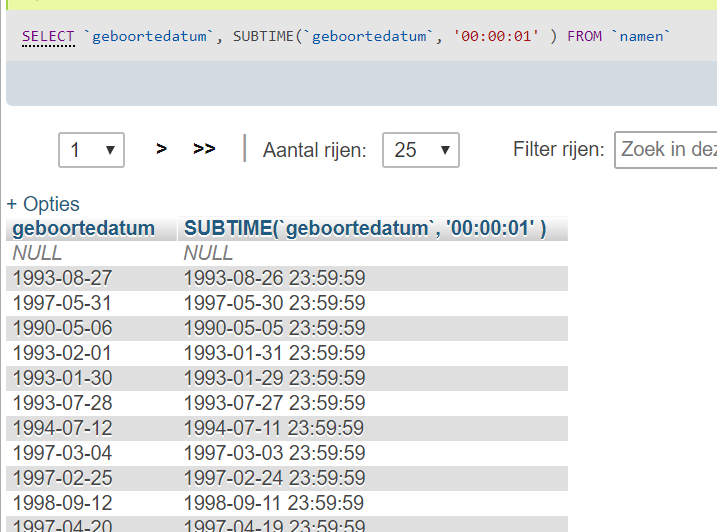 SELECT `geboortedatum`, SUBTIME(`geboortedatum`, '00:00:01' ) FROM `namen`
1 > >> Aantal rijen: 25 Filter rijen: Zoek in dez
+ Opties
geboortedatum SUBTIME(`geboortedatum`, '00:00:01' )
NULL NULL
1993-08-27 1993-08-26 23:59:59
1997-05-31 1997-05-30 23:59:59
1990-05-06 1990-05-05 23:59:59
1993-02-01 1993-01-31 23:59:59
1993-01-30 1993-01-29 23:59:59
1993-07-28 1993-07-27 23:59:59
1994-07-12 1994-07-11 23:59:59
1997-03-04 1997-03-03 23:59:59
1997-02-25 1997-02-24 23:59:59
1998-09-12 1998-09-11 23:59:59
1997-04-20 1997-04-19 23:59:59